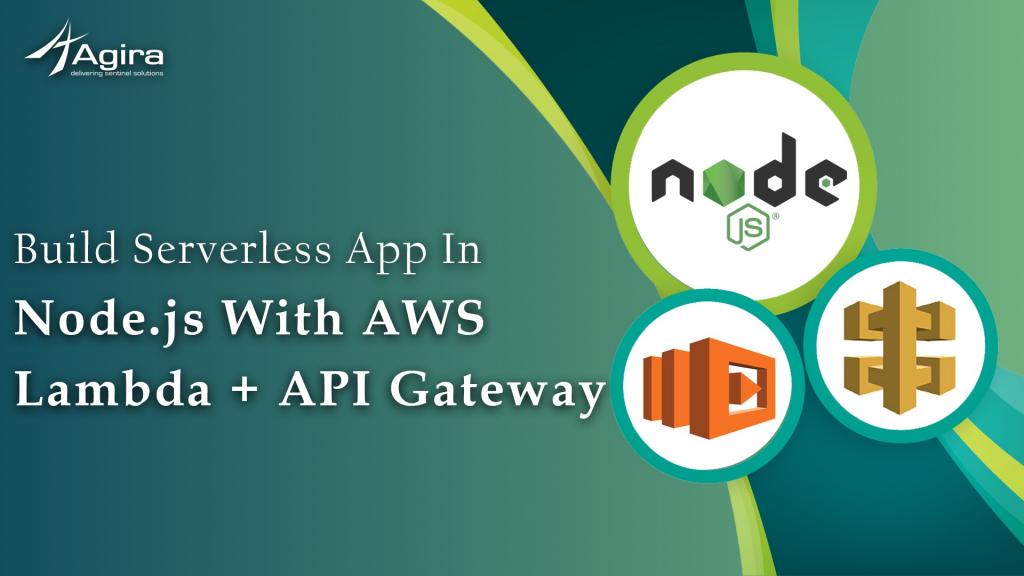 Agira
delivering sentinel solutions
node
JS®
Build Serverless App In
Node.js With AWS
Lambda + API Gateway